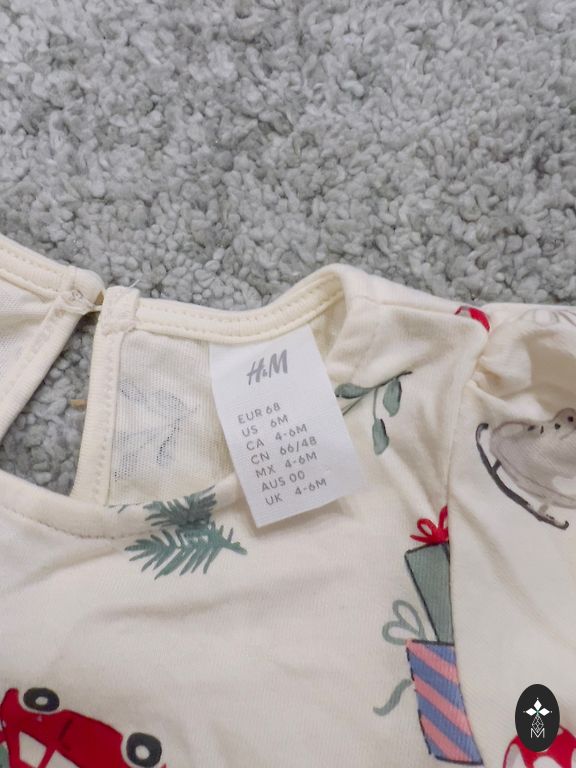 H&M
EUR 68
US 6M
CA 4-6M
CN 66/48
MX 4-6M
AUS 00
UK 4-6M
M